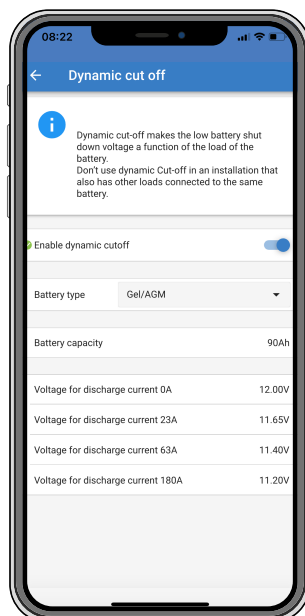 08:22
Dynamic cut off
Dynamic cut-off makes the low battery shut
down voltage a function of the load of the
battery.
Don't use dynamic Cut-off in an installation that
also has other loads connected to the same
battery.
Enable dynamic cutoff
Battery type Gel/AGM
Battery capacity 90Ah
Voltage for discharge current 0A 12.00V
Voltage for discharge current 23A 11.65V
Voltage for discharge current 63A 11.40V
Voltage for discharge current 180A 11.20V